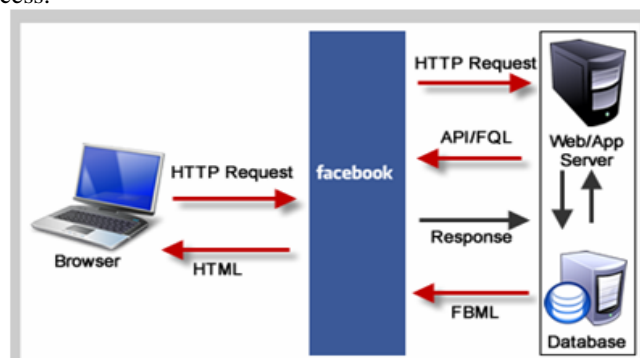 cess.
HTTP Request
API/FQL
Web/App
Server
HTTP Request
facebook
Response
Browser
HTML
FBML
Database